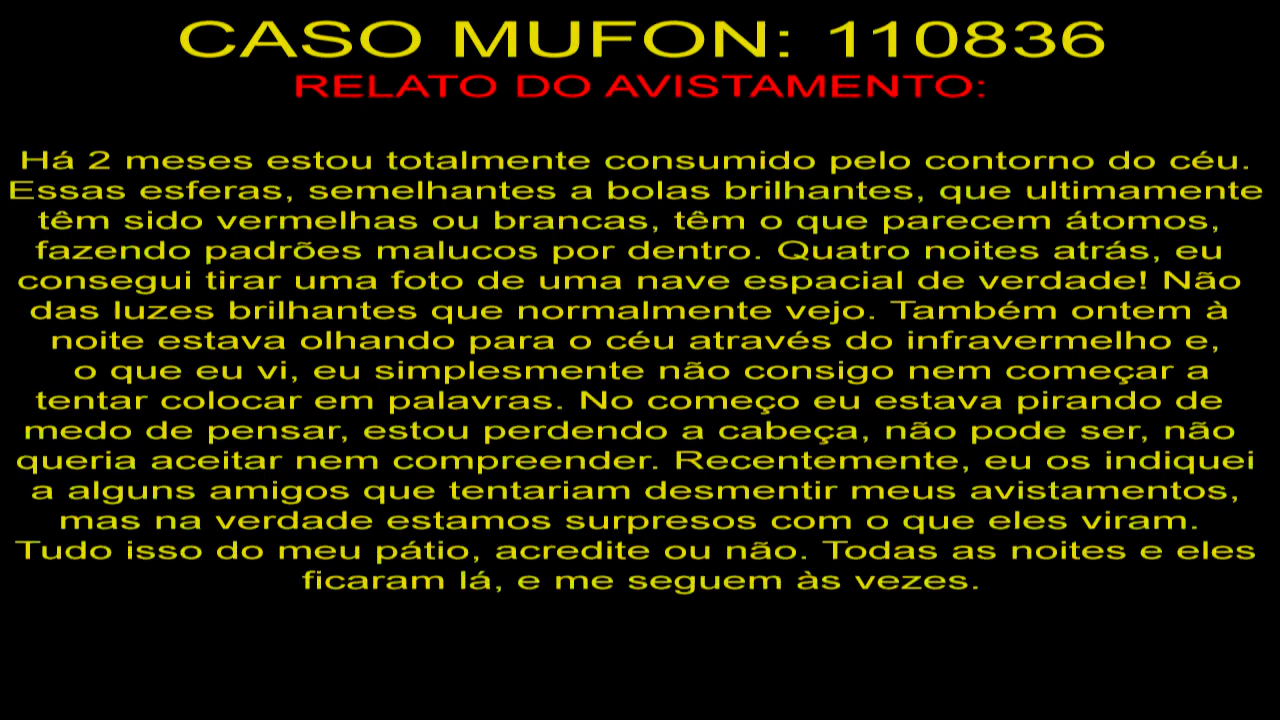 CASO MUFON: 110836
RELATO DO AVISTAMENTO:
Há 2 meses estou totalmente consumido pelo contorno do céu.
Essas esferas, semelhantes a bolas brilhantes, que ultimamente
têm sido vermelhas ou brancas, têm o que parecem átomos,
fazendo padrões malucos por dentro. Quatro noites atrás, eu
consegui tirar uma foto de uma nave espacial de verdade! Não
das luzes brilhantes que normalmente vejo. Também ontem à
noite estava olhando para o céu através do infravermelho e,
o que eu vi, eu simplesmente não consigo nem começar a
tentar colocar em palavras. No começo eu estava pirando de
medo de pensar, estou perdendo a cabeça, não pode ser, não
queria aceitar nem compreender. Recentemente, eu os indiquei
a alguns amigos que tentariam desmentir meus avistamentos,
mas na verdade estamos surpresos com o que eles viram.
Tudo isso do meu pátio, acredite ou não. Todas as noites e eles
ficaram lá, e me seguem às vezes.